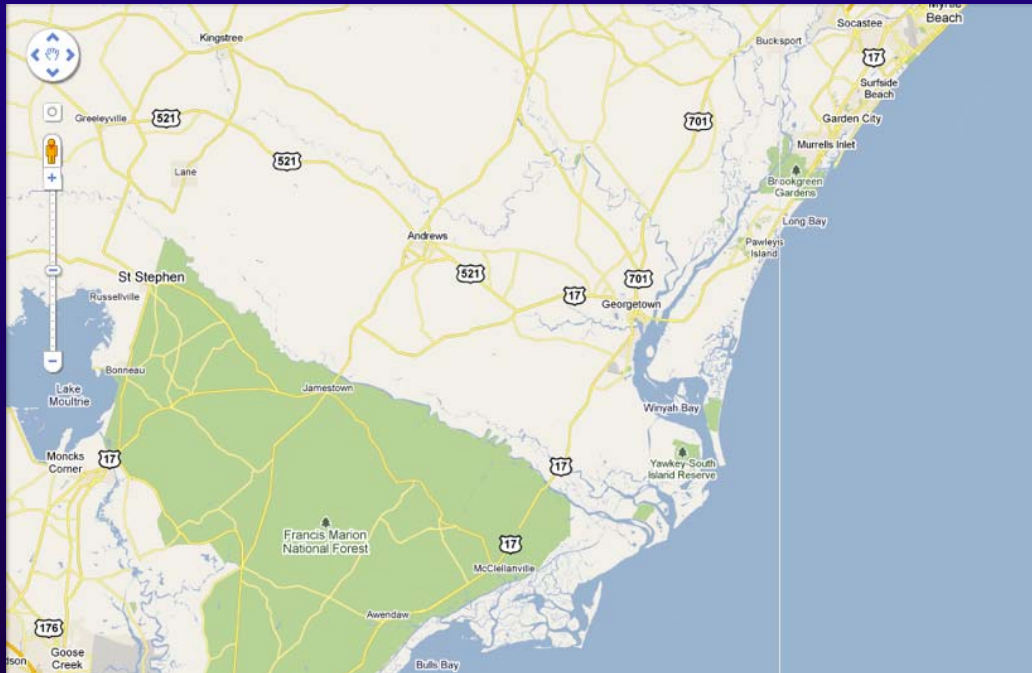 Myrtle
Beach
Socastee
Kingstree
Bucksport
17
Surfside
Beach
Greeleyville
521
701
Garden City
521
Murrells Inlet
Lane
Brookgreen
Gardens
Long Bay
Andrews
Pawleys
Island
St Stephen
521
701
Russellville
17
Georgetown
Bonneau
Lake
Moultrie
Jamestown
Winyah Bay
Moncks
Corner
17
17
Yawkey-South
Island Reserve
Francis Marion
National Forest
17
McClellanville
Awendaw
176
Goose
Creek
dson
Bulls Bay